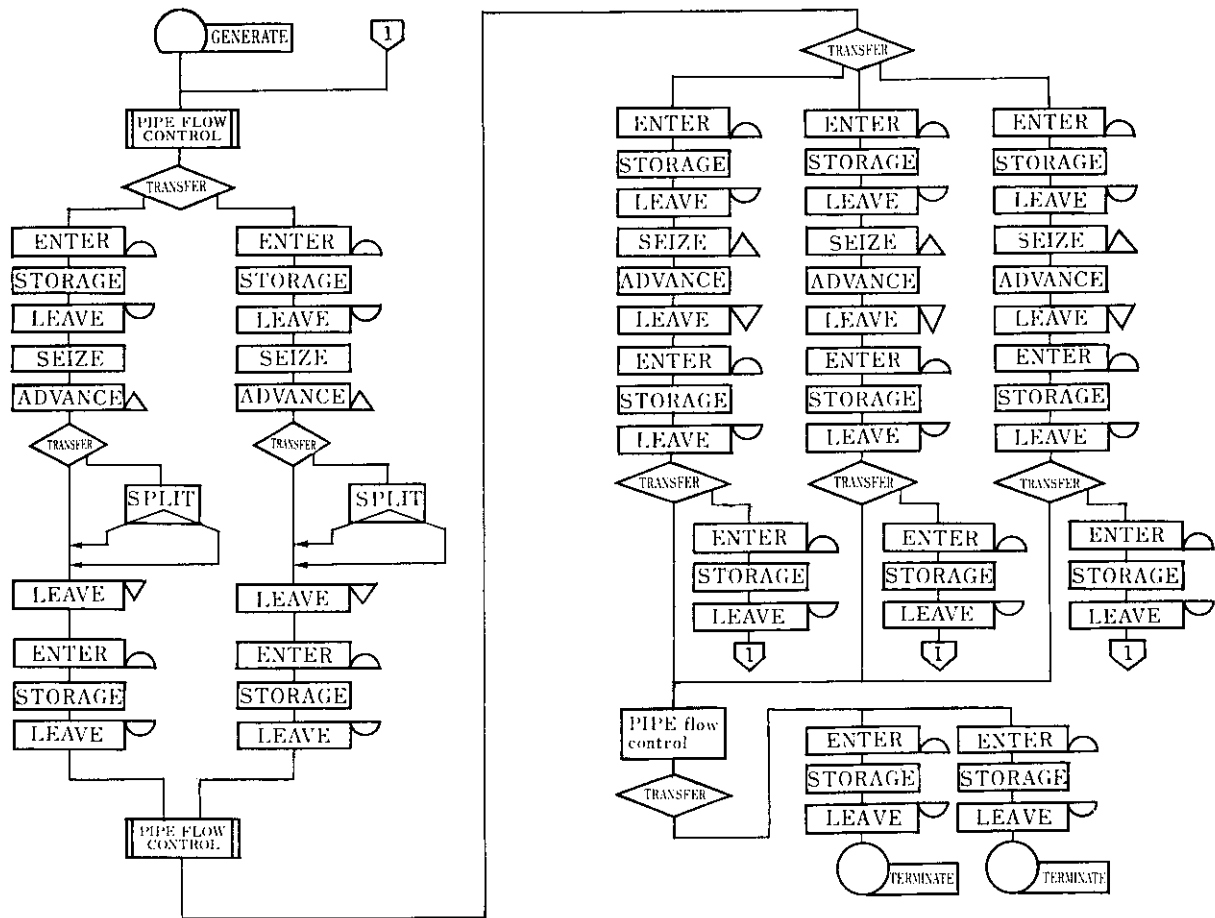 GENERATE
1
PIPE FLOW
CONTROL
TRANSFER
ENTER
STORAGE
LEAVE
SEIZE
ADVANCE
TRANSFER
SPLIT
LEAVE
ENTER
STORAGE
LEAVE
ENTER
STORAGE
LEAVE
SEIZE
ADVANCE
TRANSFER
SPLIT
LEAVE
ENTER
STORAGE
LEAVE
PIPE FLOW
CONTROL
TRANSFER
ENTER
STORAGE
LEAVE
SEIZE
ADVANCE
LEAVE
ENTER
STORAGE
LEAVE
TRANSFER
ENTER
STORAGE
LEAVE
1
ENTER
STORAGE
LEAVE
SEIZE
ADVANCE
LEAVE
ENTER
STORAGE
LEAVE
TRANSFER
ENTER
STORAGE
LEAVE
1
ENTER
STORAGE
LEAVE
SEIZE
ADVANCE
LEAVE
ENTER
STORAGE
LEAVE
TRANSFER
ENTER
STORAGE
LEAVE
1
PIPE flow
control
TRANSFER
ENTER
STORAGE
LEAVE
TERMINATE
ENTER
STORAGE
LEAVE
TERMINATE